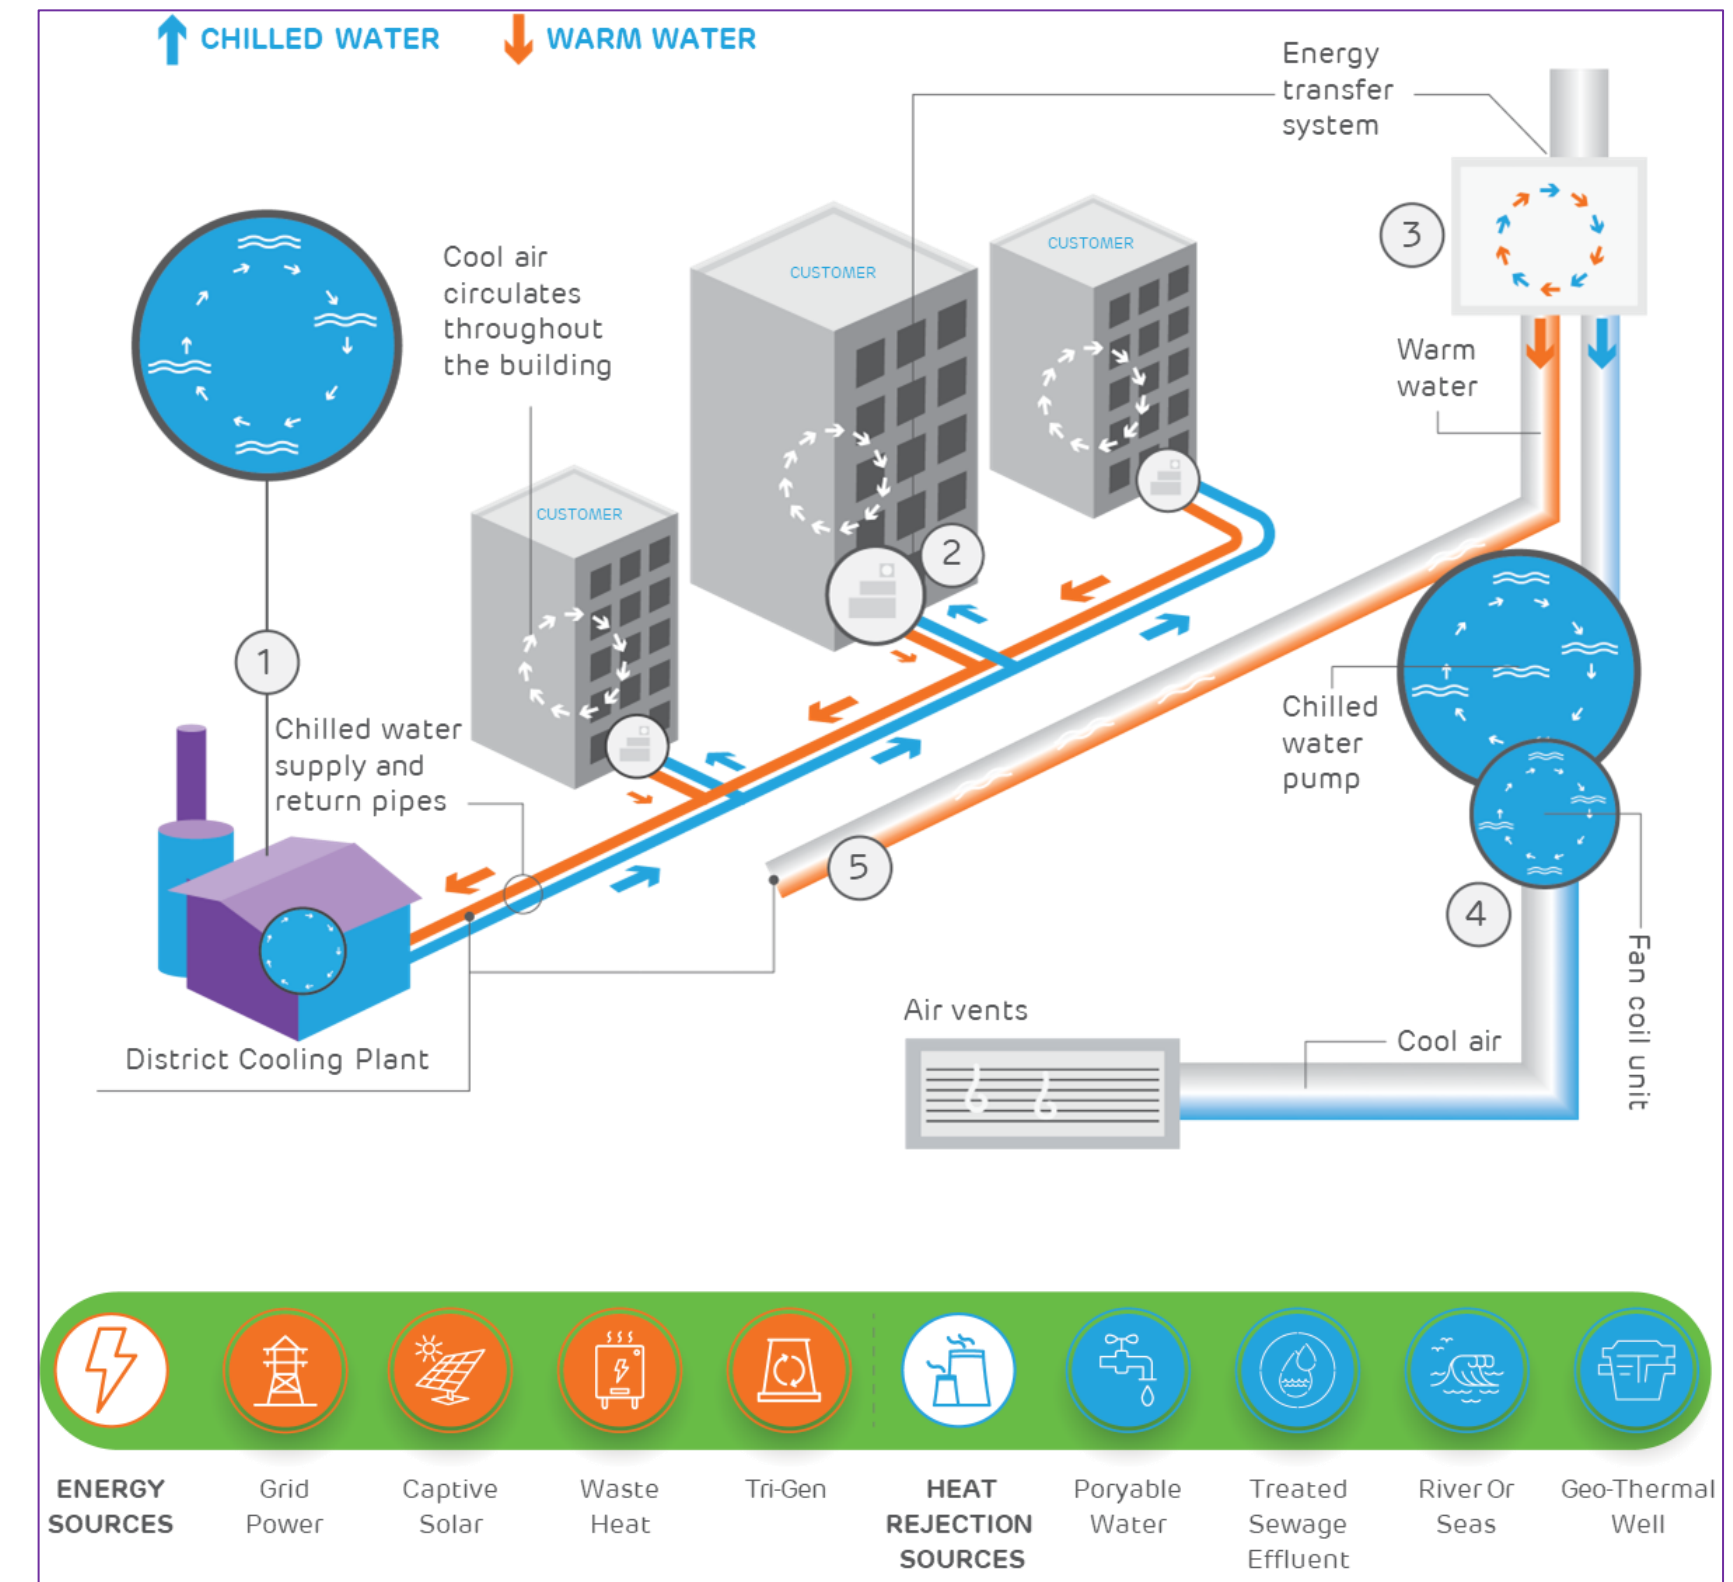 CHILLED WATER
WARM WATER
Energy
transfer
system
3
CUSTOMER
CUSTOMER
Cool air
circulates
throughout
the building
Warm
water
CUSTOMER
2
1
Chilled water
supply and
return pipes
Chilled
water
pump
5
4
Fan coil unit
Air vents
Cool air
District Cooling Plant
ENERGY
SOURCES
Grid
Power
Captive
Solar
Waste
Heat
Tri-Gen
HEAT
REJECTION
SOURCES
Poryable
Water
Treated
Sewage
Effluent
River Or
Seas
Geo-Thermal
Well